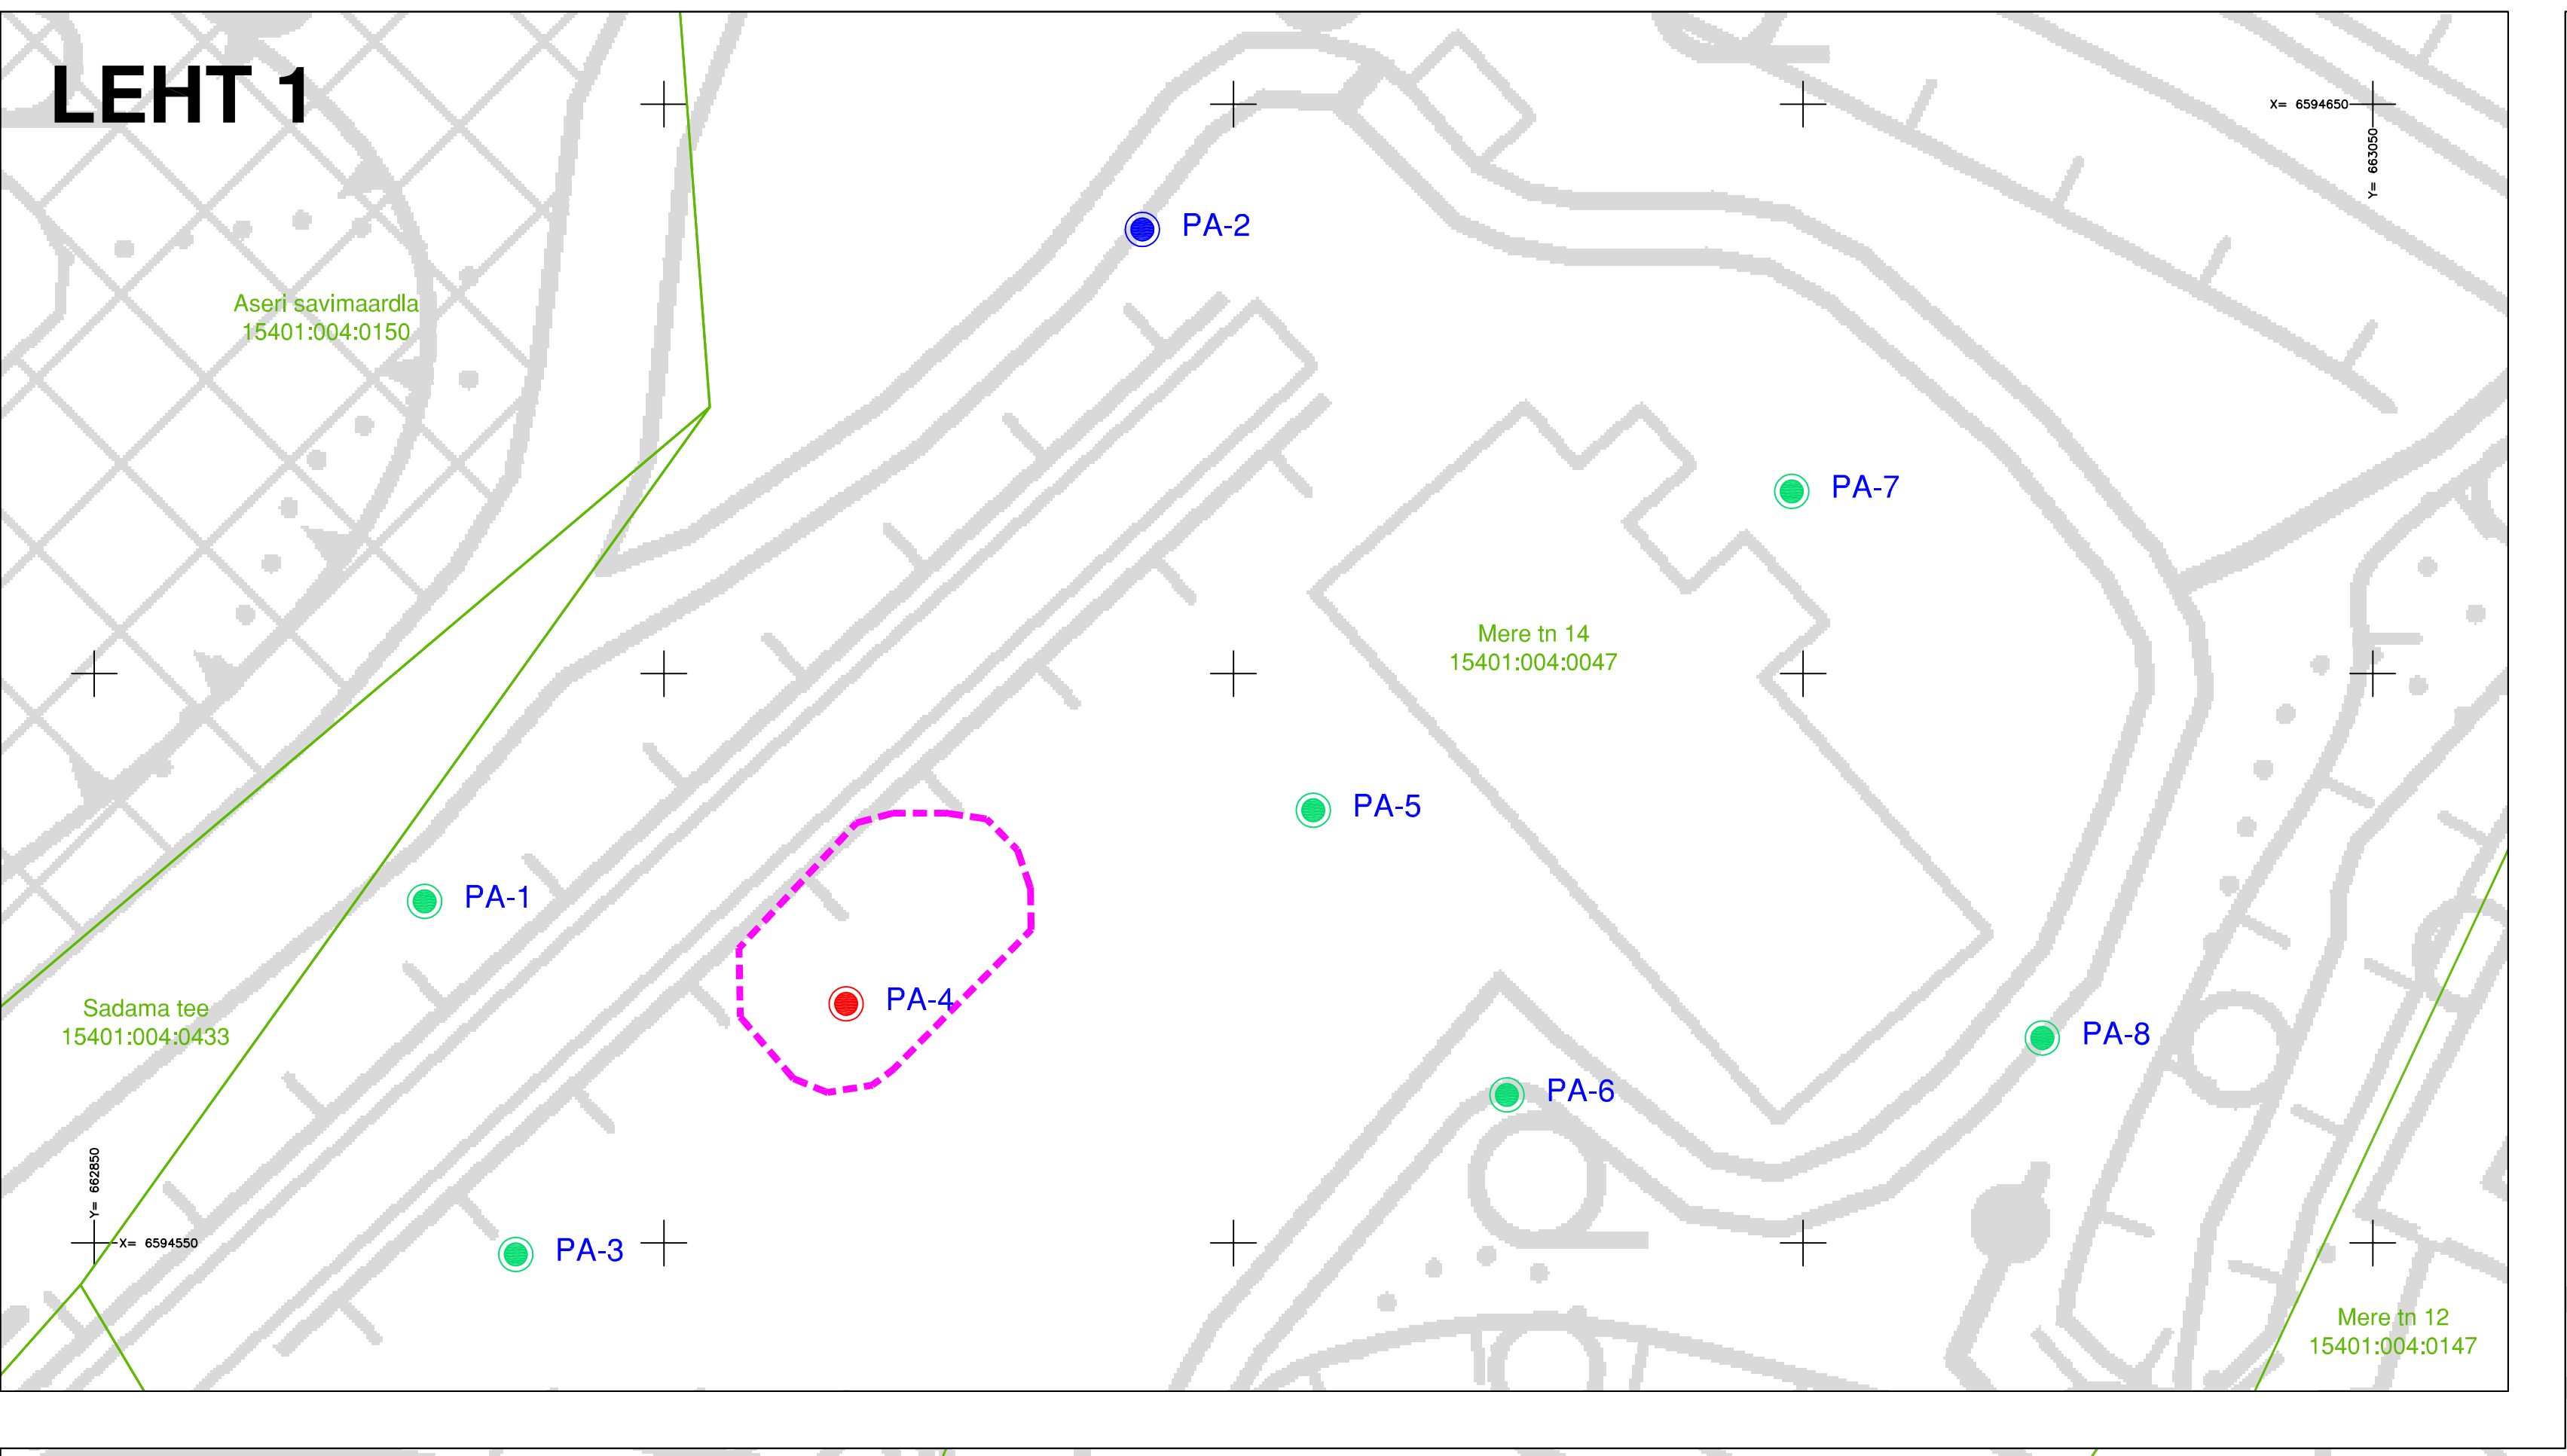 LEHT 1
X= 6594650
Y= 663050
PA-2
Aseri savimaardla
15401:004:0150
PA-7
Mere tn 14
15401:004:0047
PA-5
PA-1
PA-4
Sadama tee
15401:004:0433
PA-8
PA-6
Y= 662850
X= 6594550
PA-3
Mere tn 12
15401:004:0147